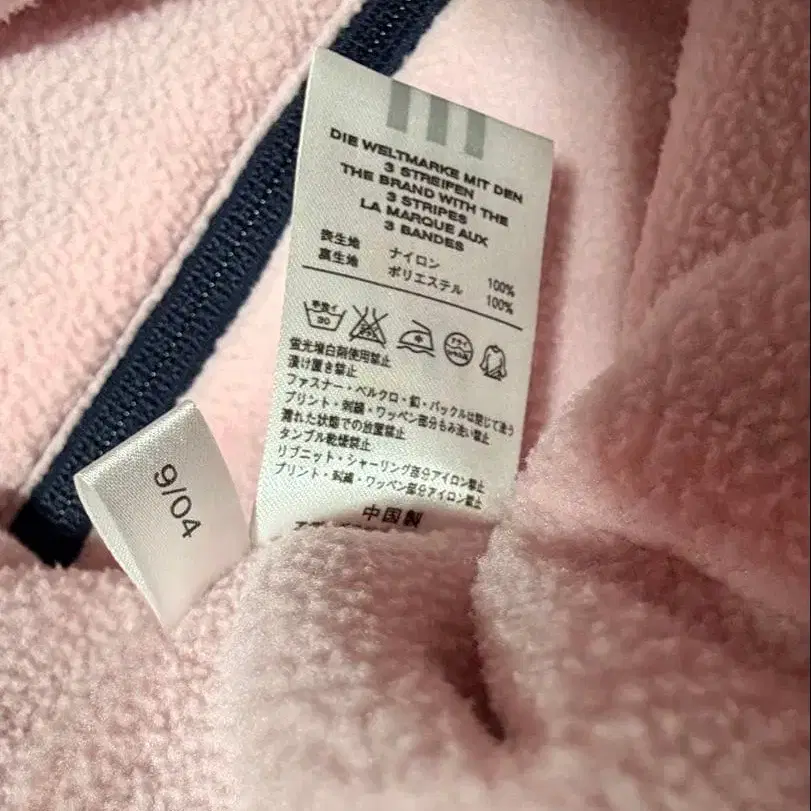 DIE WELTMARKE MIT DEN
3 STREIFEN
THE BRAND WITH THE
3 STRIPES
LA MARQUE AUX
3 BANDES
表生地 ナイロン 100%
裏生地 ポリエステル 100%
手洗イ
30
ドライ
蛍光増白剤使用禁止
漬け置き禁止
ファスナー・ベルクロ・釦・バックルは閉じて洗う
プリント・刺繍・ワッペン部分もみ洗い禁止
濡れた状態での放置禁止
タンブル乾燥禁止
リブニット・シャーリング部分アイロン禁止
プリント・刺繍・ワッペン部分アイロン禁止
中国製
9/04